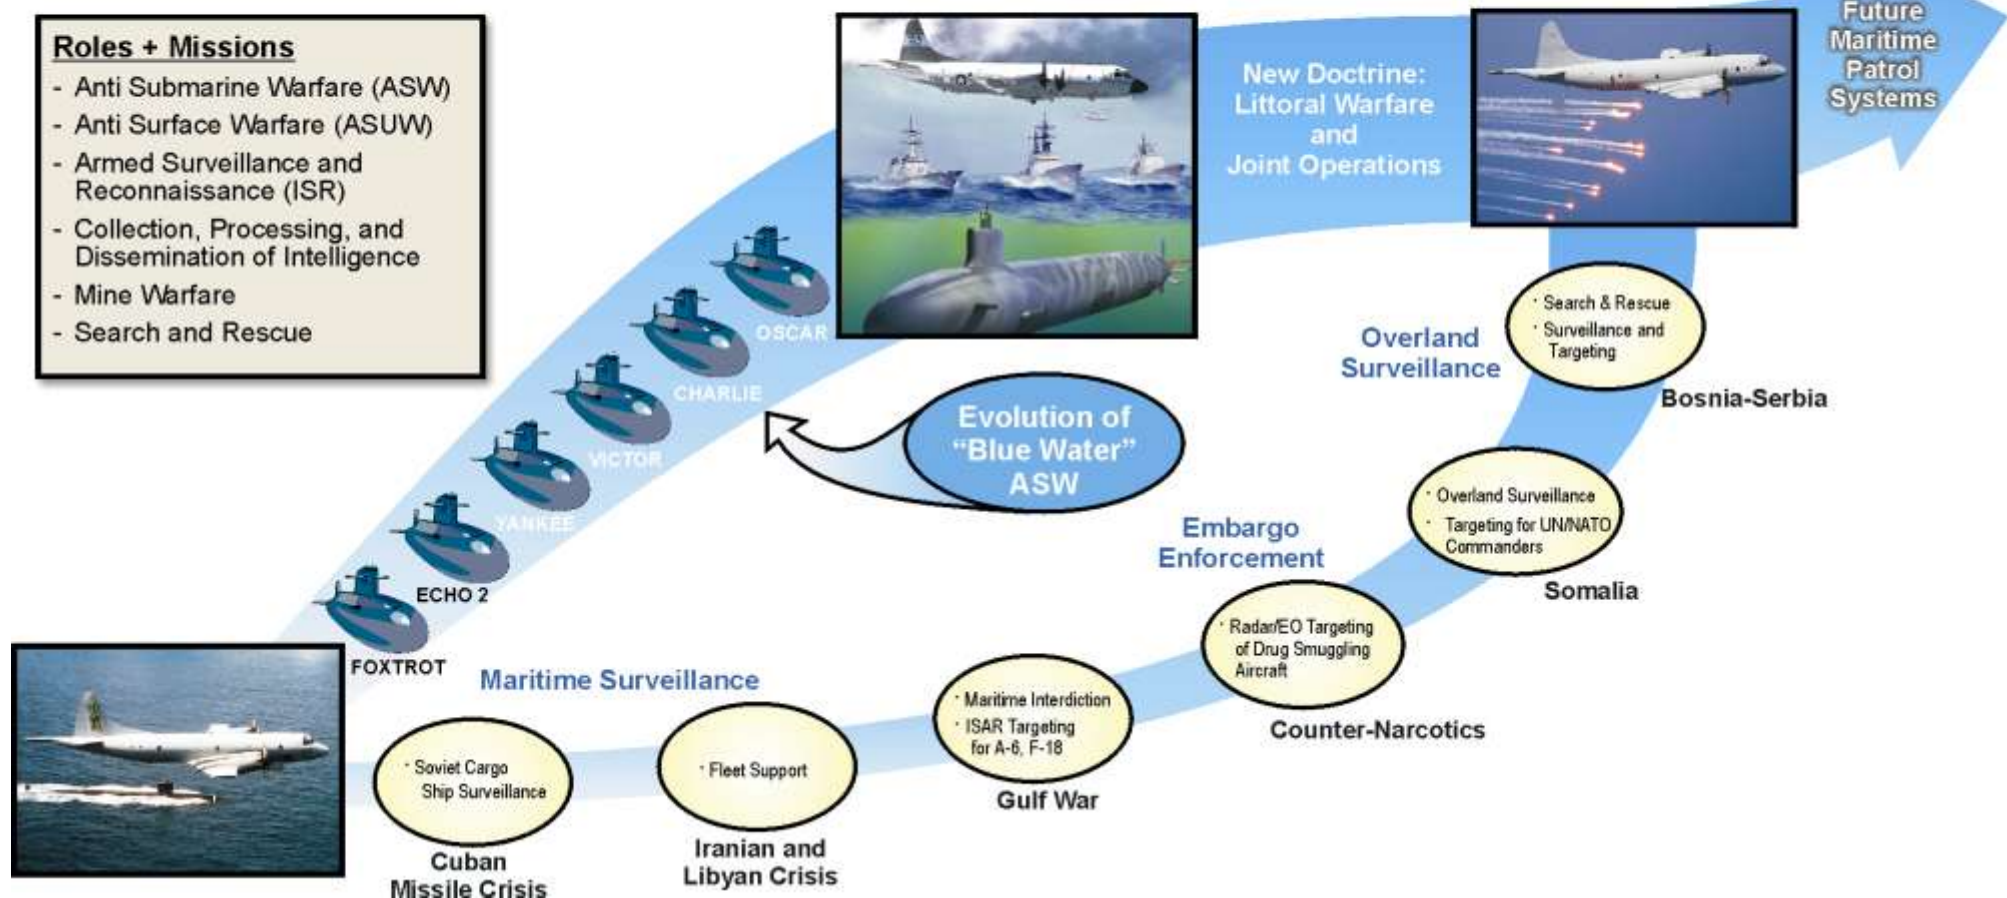 Roles + Missions
- Anti Submarine Warfare (ASW)
- Anti Surface Warfare (ASUW)
- Armed Surveillance and
Reconnaissance (ISR)
- Collection, Processing, and
Dissemination of Intelligence
- Mine Warfare
- Search and Rescue
New Doctrine:
Littoral Warfare
and
Joint Operations
Future
Maritime
Patrol
Systems
OSCAR
CHARLIE
VICTOR
YANKEE
ECHO 2
FOXTROT
Evolution of
“Blue Water”
ASW
Maritime Surveillance
· Soviet Cargo
Ship Surveillance
Cuban
Missile Crisis
· Fleet Support
Iranian and
Libyan Crisis
· Maritime Interdiction
· ISAR Targeting
for A-6, F-18
Gulf War
Embargo
Enforcement
· Radar/EO Targeting
of Drug Smuggling
Aircraft
Counter-Narcotics
· Overland Surveillance
· Targeting for UN/NATO
Commanders
Somalia
Overland
Surveillance
· Search & Rescue
· Surveillance and
Targeting
Bosnia-Serbia